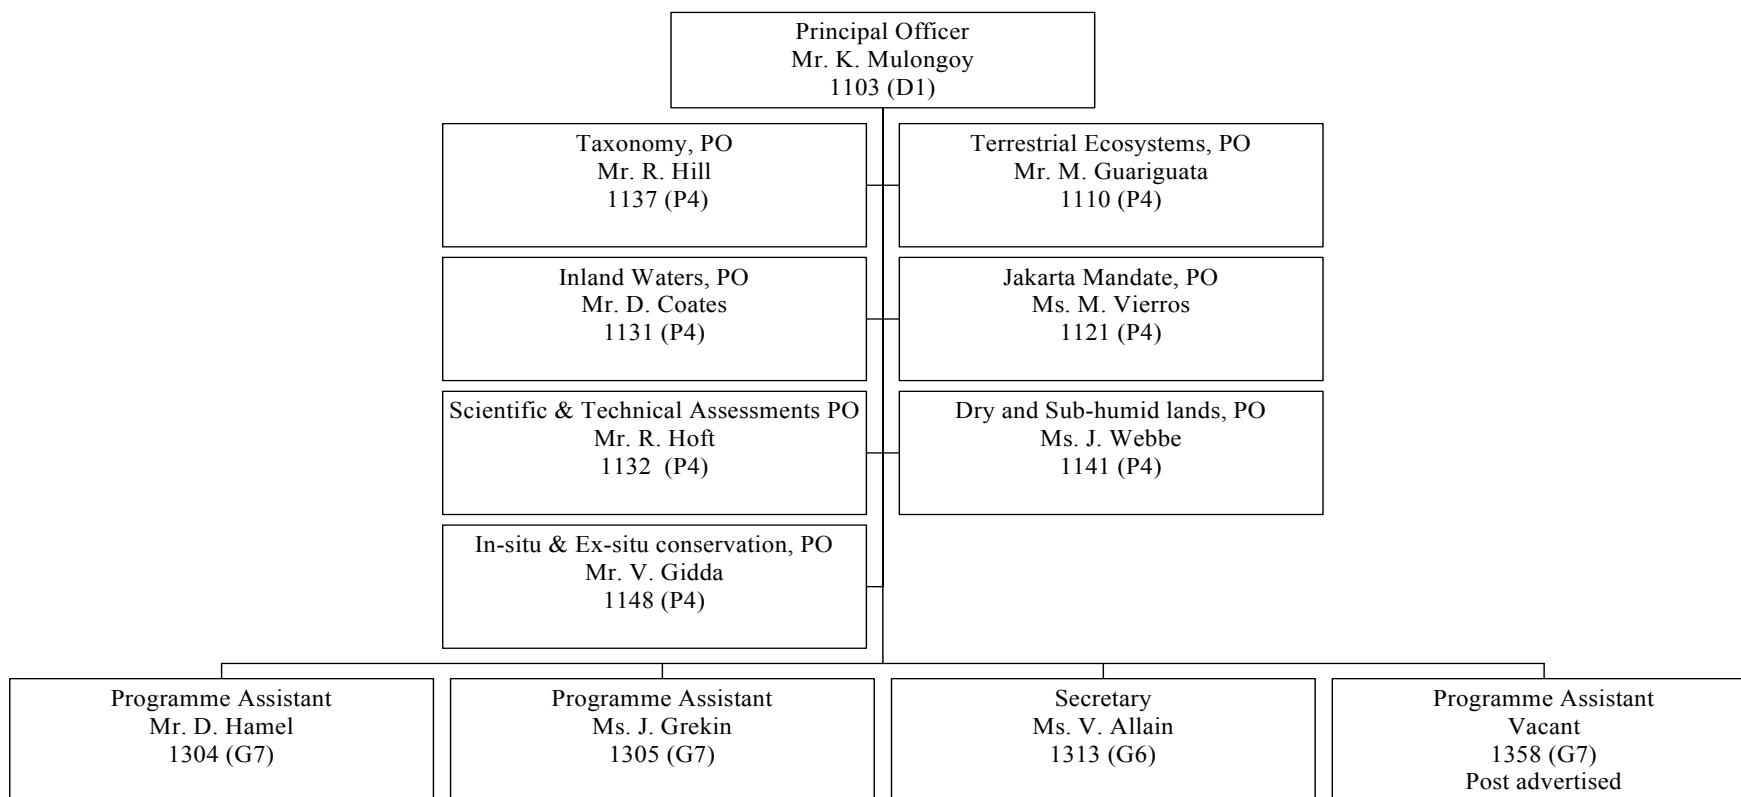 Principal Officer
Mr. K. Mulongoy
1103 (D1)
Taxonomy, PO
Mr. R. Hill
1137 (P4)
Terrestrial Ecosystems, PO
Mr. M. Guariguata
1110 (P4)
Inland Waters, PO
Mr. D. Coates
1131 (P4)
Jakarta Mandate, PO
Ms. M. Vierros
1121 (P4)
Scientific & Technical Assessments PO
Mr. R. Hoft
1132  (P4)
Dry and Sub-humid lands, PO
Ms. J. Webbe
1141 (P4)
In-situ & Ex-situ conservation, PO
Mr. V. Gidda
1148 (P4)
Programme Assistant
Mr. D. Hamel
1304 (G7)
Programme Assistant
Ms. J. Grekin
1305 (G7)
Secretary
Ms. V. Allain
1313 (G6)
Programme Assistant
Vacant
1358 (G7)
Post advertised